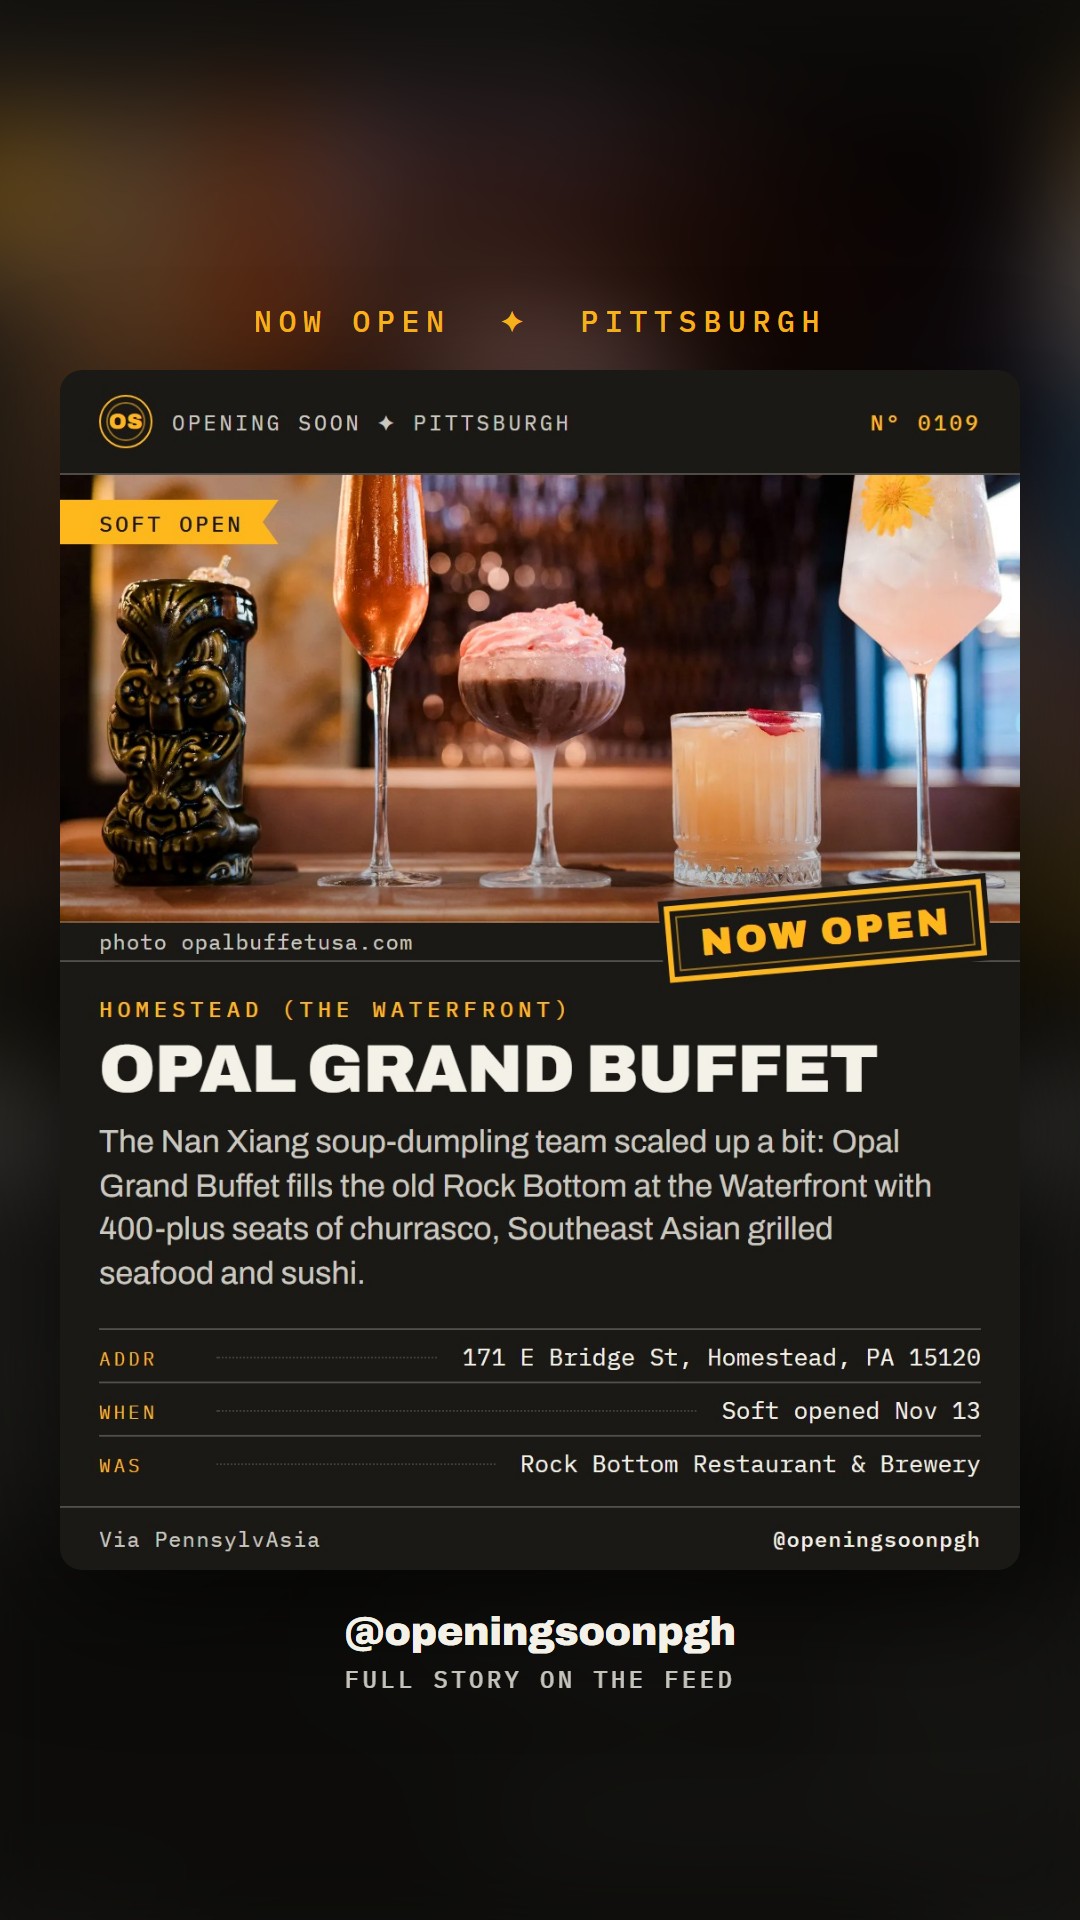 NOW OPEN ✦ PITTSBURGH
OS OPENING SOON ✦ PITTSBURGH N° 0109
SOFT OPEN
photo opalbuffetusa.com
NOW OPEN
HOMESTEAD (THE WATERFRONT)
OPAL GRAND BUFFET
The Nan Xiang soup-dumpling team scaled up a bit: Opal
Grand Buffet fills the old Rock Bottom at the Waterfront with
400-plus seats of churrasco, Southeast Asian grilled
seafood and sushi.
ADDR 171 E Bridge St, Homestead, PA 15120
WHEN Soft opened Nov 13
WAS Rock Bottom Restaurant & Brewery
Via PennsylvAsia @openingsoonpgh
@openingsoonpgh
FULL STORY ON THE FEED